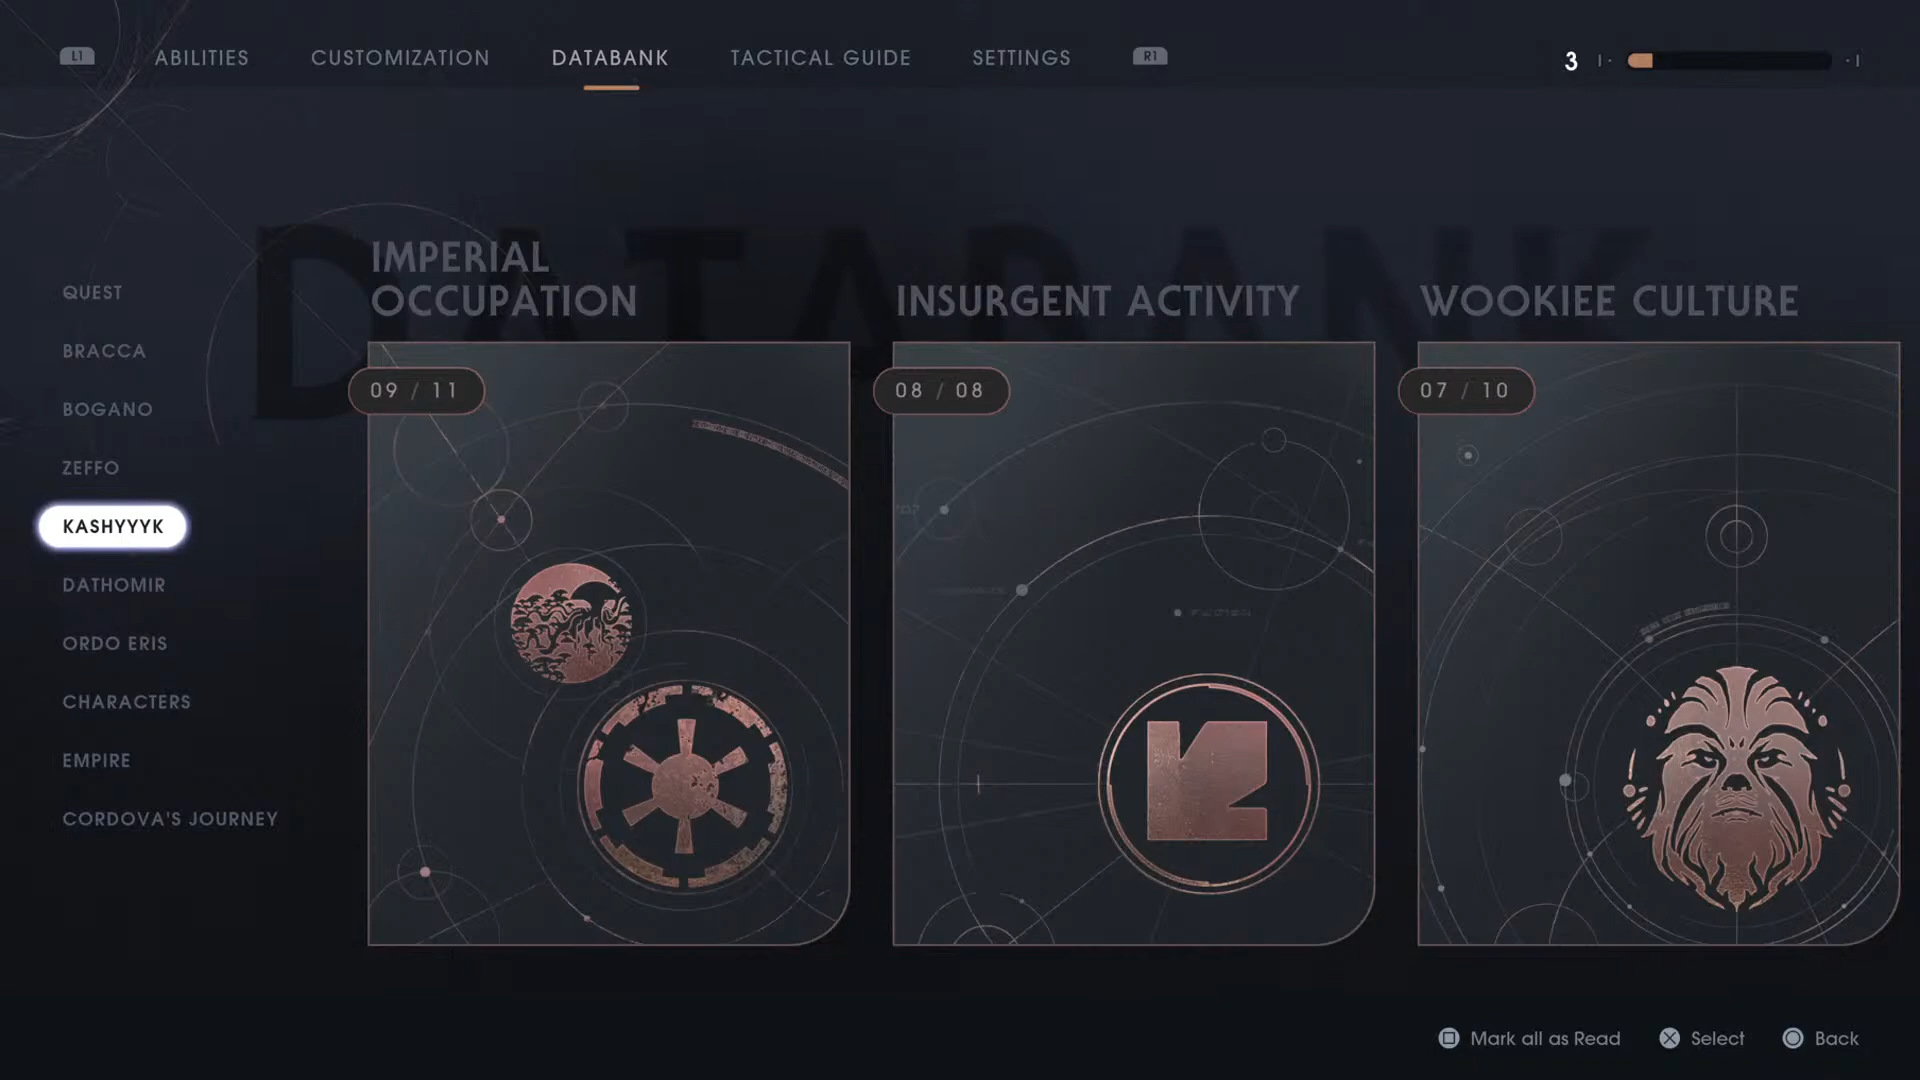 L1 ABILITIES CUSTOMIZATION DATABANK TACTICAL GUIDE SETTINGS R1 3
DATABANK
QUEST
BRACCA
BOGANO
ZEFFO
KASHYYYK
DATHOMIR
ORDO ERIS
CHARACTERS
EMPIRE
CORDOVA'S JOURNEY
IMPERIAL
OCCUPATION
09 / 11
INSURGENT ACTIVITY
08 / 08
WOOKIEE CULTURE
07 / 10
Mark all as Read Select Back